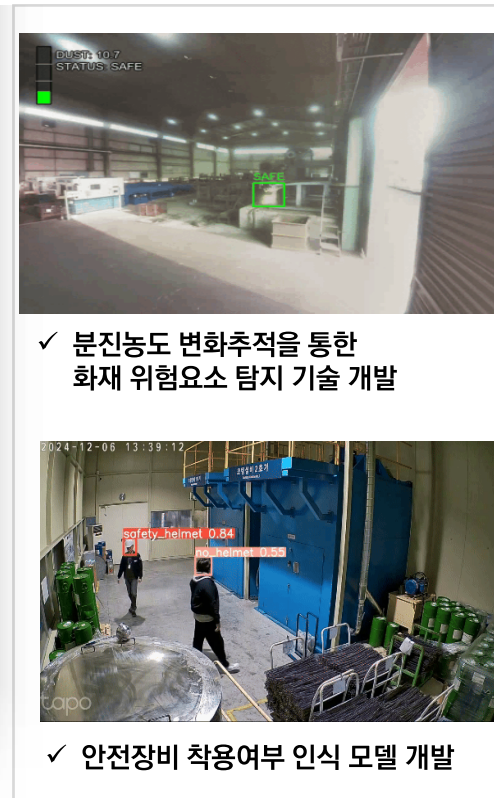 DUST: 10.7
STATUS: SAFE
SAFE
✓ 분진농도 변화추적을 통한
화재 위험요소 탐지 기술 개발
2024-12-06 13:39:12
safety_helmet 0.84
no_helmet 0.55
tapo
✓ 안전장비 착용여부 인식 모델 개발